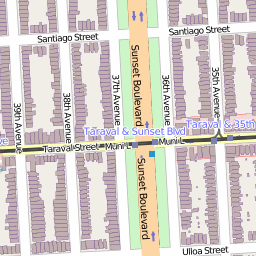 Santiago Street
Santiago Street
Sunset Boulevard
37th Avenue
36th Avenue
35th Avenue
39th Avenue
38th Avenue
Taraval & Sunset Blvd
Taraval & 35th
Taraval Street
Muni L
Muni L
Sunset Boulevard
Ulloa Street